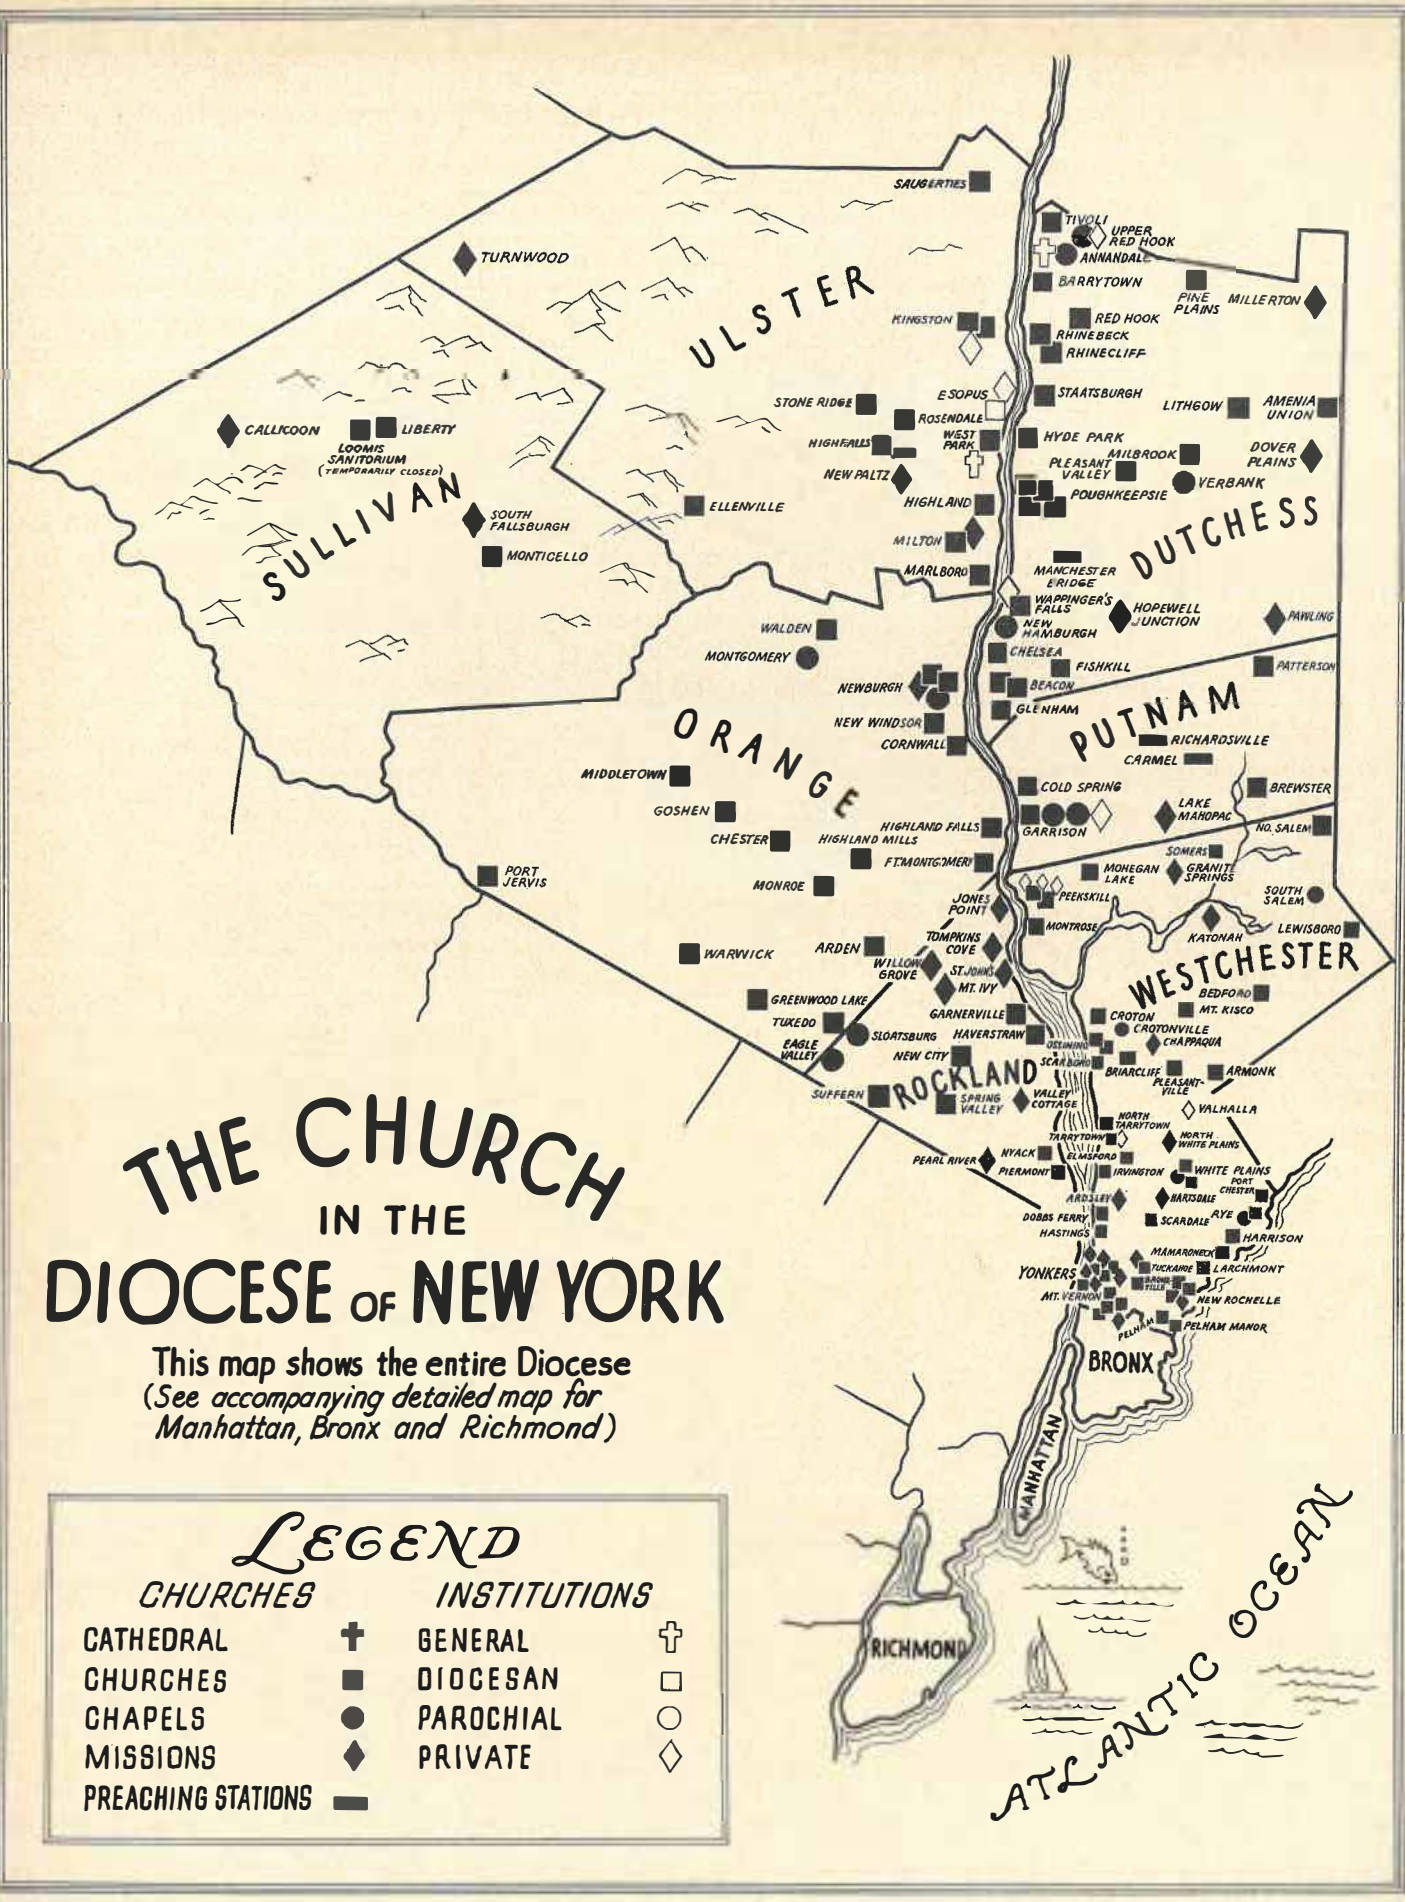 SAUGERTIES
TIVOLI
UPPER
RED HOOK
ANNANDALE
TURNWOOD
BARRYTOWN
PINE
PLAINS
MILLERTON
ULSTER
KINGSTON
RED HOOK
RHINEBECK
RHINECLIFF
ESOPUS
STAATSBURGH
STONE RIDGE
ROSENDALE
LITHGOW
AMENIA
UNION
CALLICOON
LOOMIS
SANITORIUM
(TEMPORARILY CLOSED)
LIBERTY
HIGHFALLS
WEST
PARK
HYDE PARK
MILBROOK
DOVER
PLAINS
NEW PALTZ
PLEASANT
VALLEY
VERBANK
SULLIVAN
SOUTH
FALLSBURGH
ELLENVILLE
HIGHLAND
POUGHKEEPSIE
DUTCHESS
MONTICELLO
MILTON
MARLBORO
MANCHESTER
BRIDGE
WAPPINGER'S
FALLS
HOPEWELL
JUNCTION
PAWLING
WALDEN
NEW
HAMBURGH
MONTGOMERY
CHELSEA
FISHKILL
PATTERSON
NEWBURGH
BEACON
GLENHAM
PUTNAM
ORANGE
NEW WINDSOR
CORNWALL
RICHARDSVILLE
CARMEL
MIDDLETOWN
COLD SPRING
BREWSTER
GOSHEN
LAKE
MAHOPAC
CHESTER
HIGHLAND MILLS
HIGHLAND FALLS
GARRISON
NO. SALEM
FT. MONTGOMERY
SOMERS
PORT
JERVIS
MONROE
MOHEGAN
LAKE
GRANITE
SPRINGS
JONES
POINT
PEEKSKILL
SOUTH
SALEM
MONTROSE
KATONAH
LEWISBORO
WARWICK
ARDEN
TOMPKINS
COVE
WILLOW
GROVE
ST. JOHNS
MT. IVY
WESTCHESTER
BEDFORD
GREENWOOD LAKE
GARNERVILLE
CROTON
MT. KISCO
TUXEDO
SLOATSBURG
HAVERSTRAW
CROTONVILLE
CHAPPAQUA
EAGLE
VALLEY
NEW CITY
OSSINING
SCARBORO
BRIARCLIFF
PLEASANT-
VILLE
ARMONK
SUFFERN
ROCKLAND
SPRING
VALLEY
VALLEY
COTTAGE
VALHALLA
NORTH
TARRYTOWN
TARRYTOWN
NORTH
WHITE PLAINS
PEARL RIVER
NYACK
ELMSFORD
PIERMONT
IRVINGTON
WHITE PLAINS
PORT
CHESTER
ARDSLEY
HARTSDALE
DOBBS FERRY
SCARDALE
RYE
HASTINGS
HARRISON
MAMARONECK
YONKERS
TUCKAHOE
LARCHMONT
BRONX-
VILLE
MT. VERNON
NEW ROCHELLE
PELHAM
PELHAM MANOR
BRONX
MANHATTAN
RICHMOND
ATLANTIC OCEAN
THE CHURCH
IN THE
DIOCESE OF NEW YORK
This map shows the entire Diocese
(See accompanying detailed map for
Manhattan, Bronx and Richmond)
LEGEND
CHURCHES INSTITUTIONS
CATHEDRAL GENERAL
CHURCHES DIOCESAN
CHAPELS PAROCHIAL
MISSIONS PRIVATE
PREACHING STATIONS